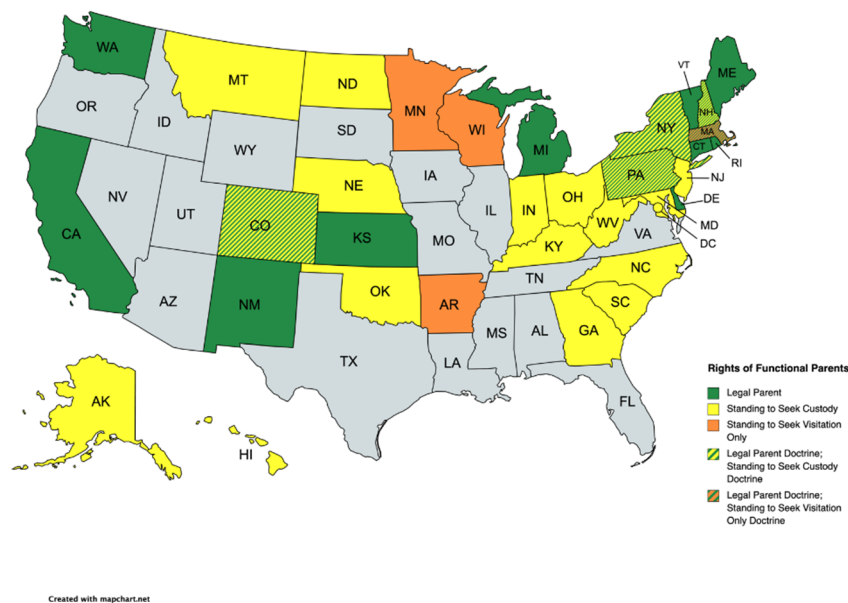 WA
MT
ND
MN
VT
ME
OR
ID
SD
WI
NY
NH
MA
WY
MI
CT
RI
IA
PA
NE
NJ
NV
OH
IN
IL
DE
UT
CO
WV
MD
CA
KS
MO
VA
DC
KY
NC
TN
OK
AZ
NM
AR
SC
MS
AL
GA
TX
LA
FL
AK
HI
Rights of Functional Parents
Legal Parent
Standing to Seek Custody
Standing to Seek Visitation
Only
Legal Parent Doctrine;
Standing to Seek Custody
Doctrine
Legal Parent Doctrine;
Standing to Seek Visitation
Only Doctrine
Created with mapchart.net